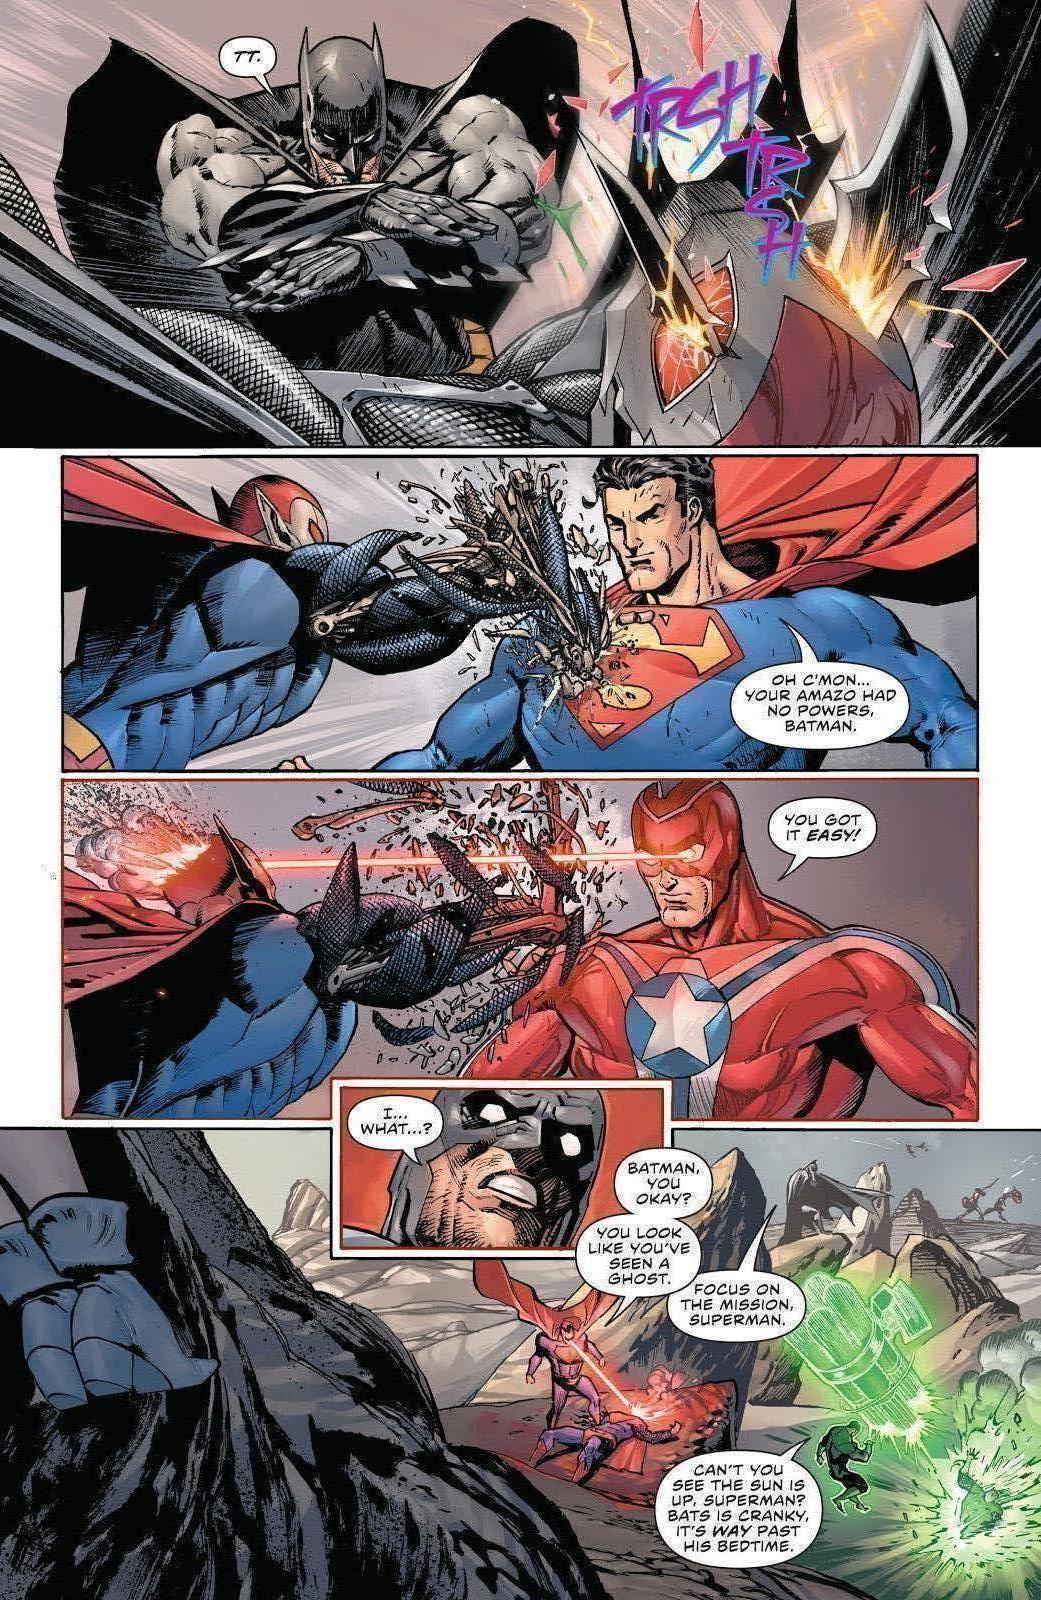 TT.
TRSH
TR
S
H
OH C'MON...
YOUR AMAZO HAD
NO POWERS,
BATMAN.
YOU GOT
IT EASY!
I...
WHAT...?
BATMAN,
YOU
OKAY?
YOU LOOK
LIKE YOU'VE
SEEN A
GHOST.
FOCUS ON
THE MISSION,
SUPERMAN.
CAN'T YOU
SEE THE SUN IS
UP, SUPERMAN?
BATS IS CRANKY,
IT'S WAY PAST
HIS BEDTIME.